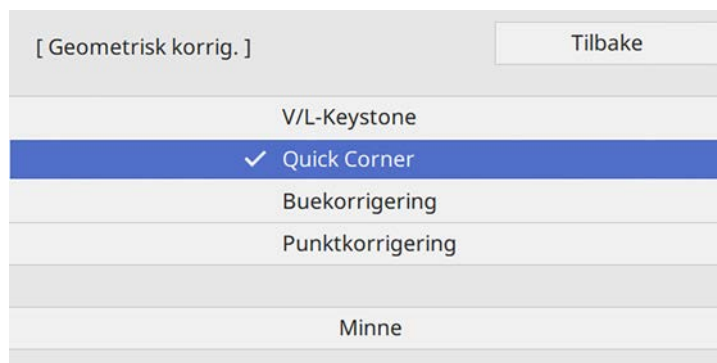 [ Geometrisk korrig. ]
Tilbake
V/L-Keystone
✓ Quick Corner
Buekorrigering
Punktkorrigering
Minne